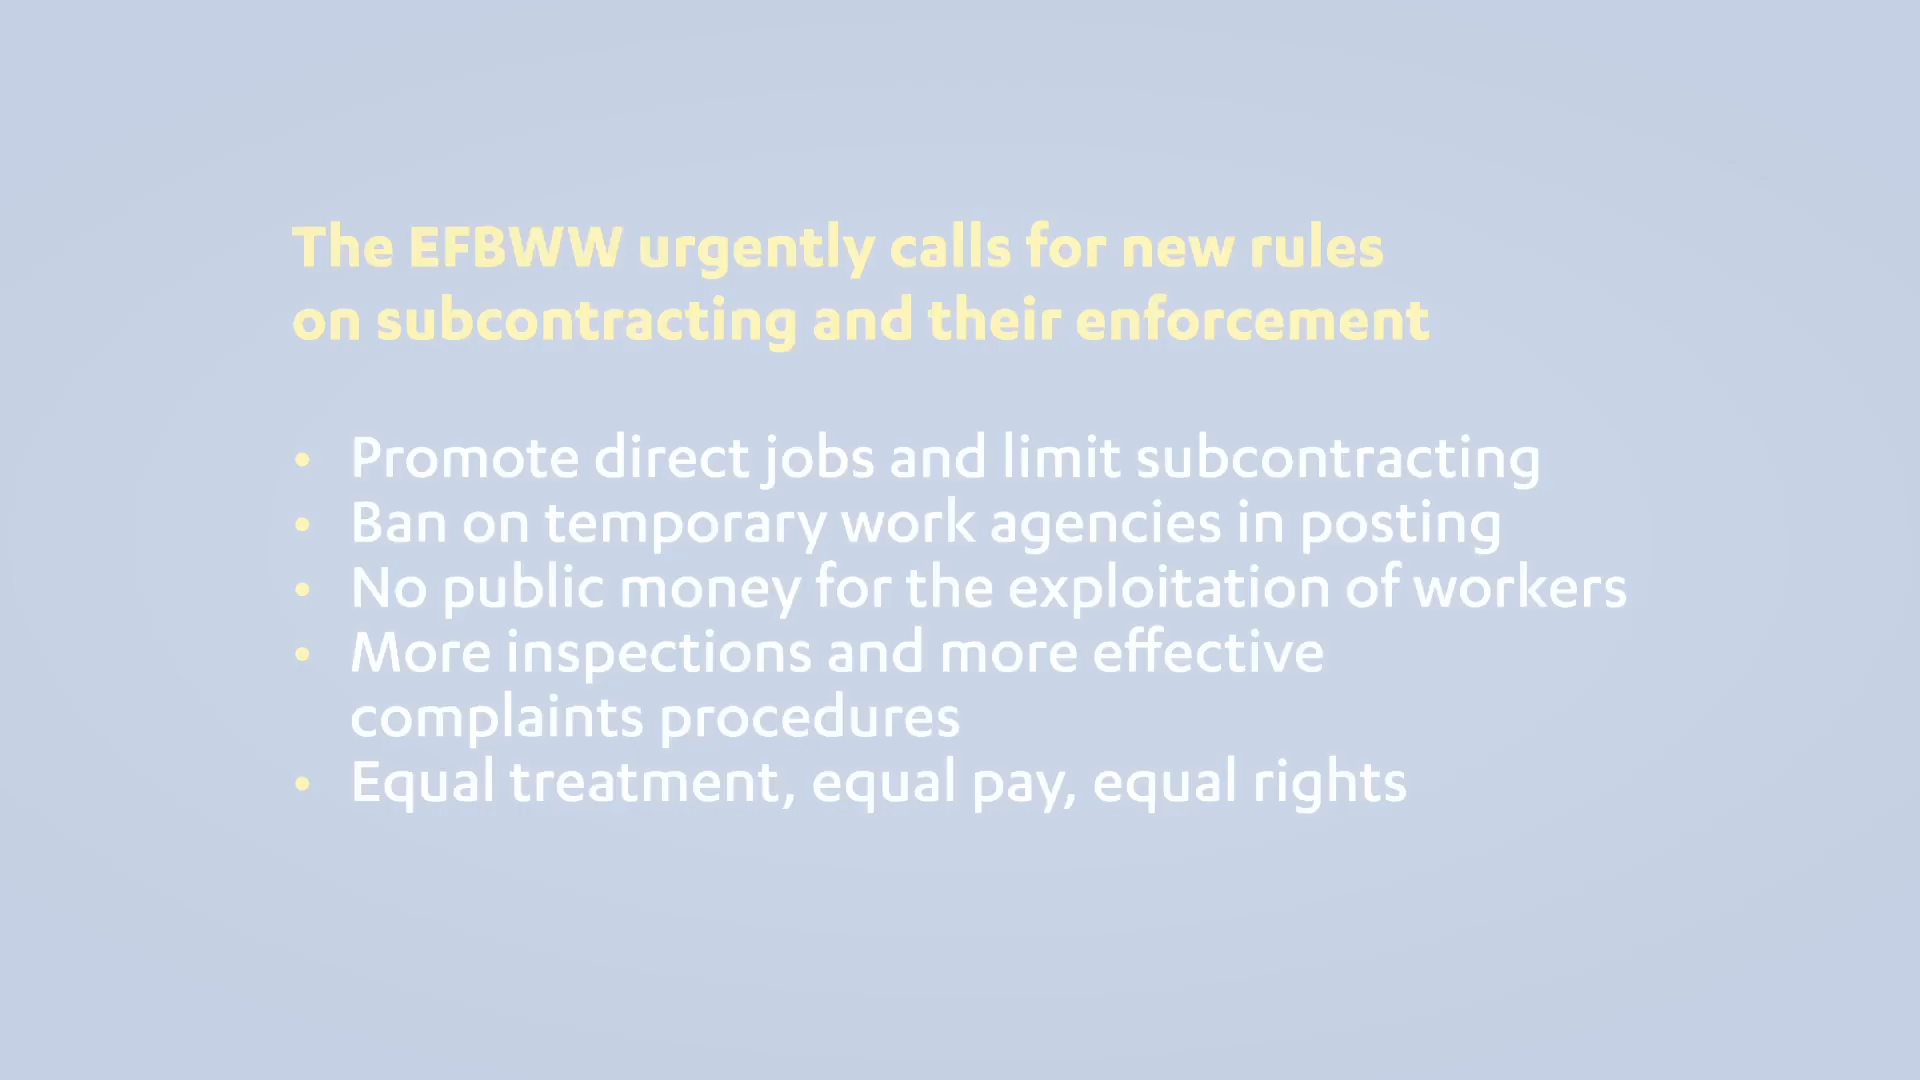 The EFBWW urgently calls for new rules
on subcontracting and their enforcement
• Promote direct jobs and limit subcontracting
• Ban on temporary work agencies in posting
• No public money for the exploitation of workers
• More inspections and more effective
complaints procedures
• Equal treatment, equal pay, equal rights